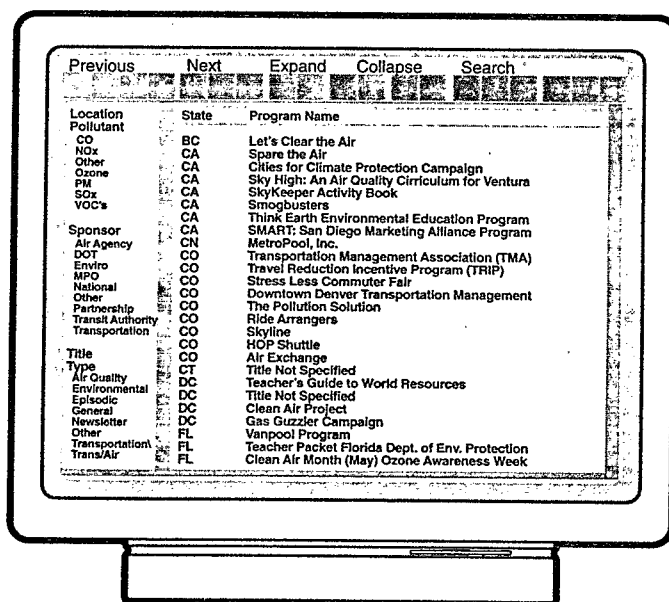 Previous Next Expand Collapse Search
Location
Pollutant
CO
NOx
Other
Ozone
PM
SOx
VOC's
Sponsor
Air Agency
DOT
Enviro
MPO
National
Other
Partnership
Transit Authority
Transportation
Title
Type
Air Quality
Environmental
Episodic
General
Newsletter
Other
Transportation\
Trans/Air
State Program Name
BC Let's Clear the Air
CA Spare the Air
CA Cities for Climate Protection Campaign
CA Sky High: An Air Quality Cirriculum for Ventura
CA SkyKeeper Activity Book
CA Smogbusters
CA Think Earth Environmental Education Program
CA SMART: San Diego Marketing Alliance Program
CN MetroPool, Inc.
CO Transportation Management Association (TMA)
CO Travel Reduction Incentive Program (TRIP)
CO Stress Less Commuter Fair
CO Downtown Denver Transportation Management
CO The Pollution Solution
CO Ride Arrangers
CO Skyline
CO HOP Shuttle
CO Air Exchange
CT Title Not Specified
DC Teacher's Guide to World Resources
DC Title Not Specified
DC Clean Air Project
DC Gas Guzzler Campaign
FL Vanpool Program
FL Teacher Packet Florida Dept. of Env. Protection
FL Clean Air Month (May) Ozone Awareness Week